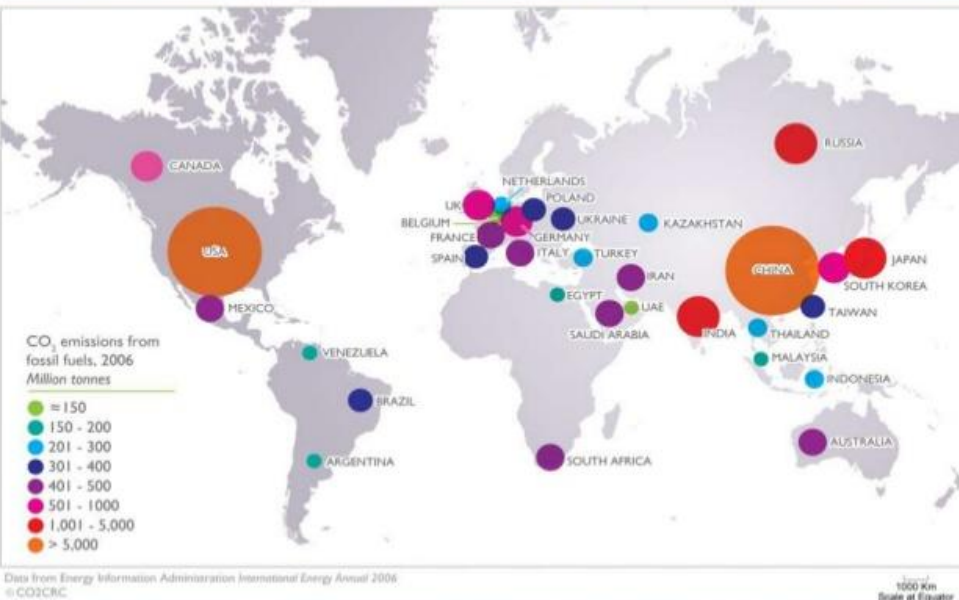 CANADA
USA
MEXICO
VENEZUELA
BRAZIL
ARGENTINA
NETHERLANDS
UK
POLAND
BELGIUM
UKRAINE
FRANCE
GERMANY
SPAIN
ITALY
TURKEY
KAZAKHSTAN
RUSSIA
IRAN
EGYPT
UAE
SAUDI ARABIA
INDIA
CHINA
JAPAN
SOUTH KOREA
TAIWAN
THAILAND
MALAYSIA
INDONESIA
SOUTH AFRICA
AUSTRALIA
CO₂ emissions from
fossil fuels, 2006
Million tonnes
≈150
150 - 200
201 - 300
301 - 400
401 - 500
501 - 1000
1,001 - 5,000
> 5,000
Data from Energy Information Administration International Energy Annual 2006
© CO2CRC
1000 Km
Scale at Equator